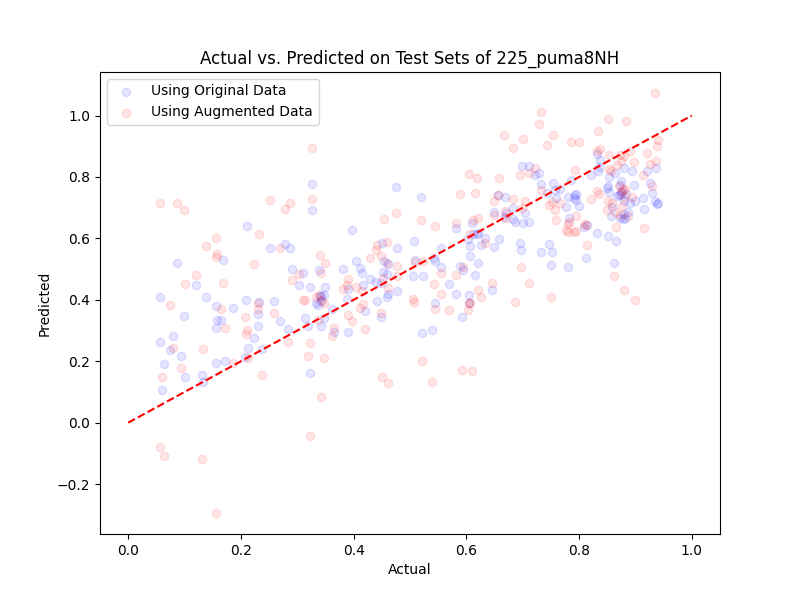 Actual vs. Predicted on Test Sets of 225_puma8NH
Using Original Data
Using Augmented Data
1.0
0.8
0.6
0.4
0.2
0.0
−0.2
Predicted
0.0 0.2 0.4 0.6 0.8 1.0
Actual